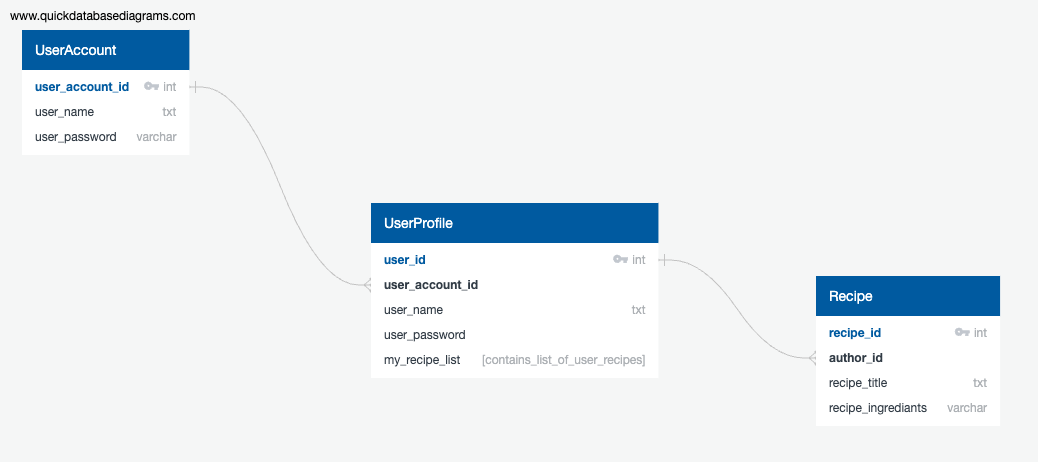 www.quickdatabasediagrams.com
UserAccount
user_account_id int
user_name txt
user_password varchar
UserProfile
user_id int
user_account_id
user_name txt
user_password
my_recipe_list [contains_list_of_user_recipes]
Recipe
recipe_id int
author_id
recipe_title txt
recipe_ingrediants varchar